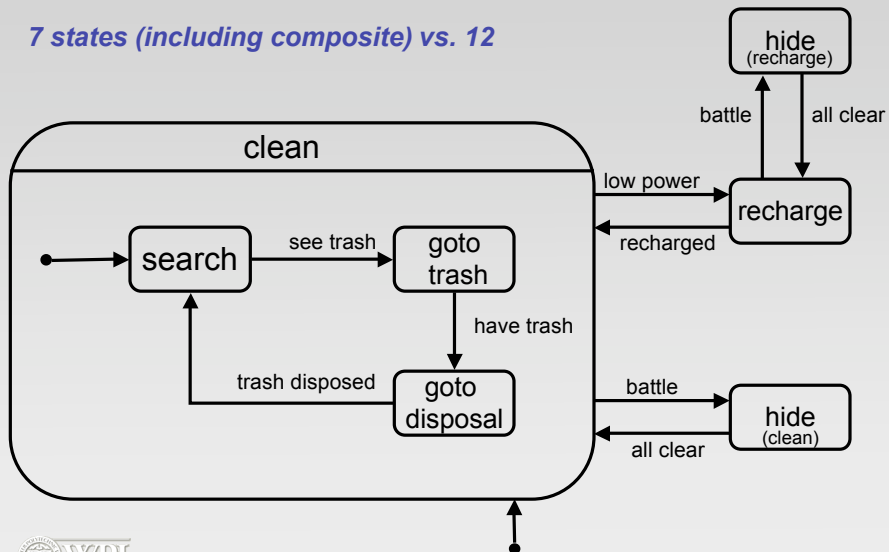 7 states (including composite) vs. 12
hide
(recharge)
battle
all clear
clean
low power
recharge
recharged
search
see trash
goto
trash
have trash
trash disposed
goto
disposal
battle
hide
(clean)
all clear
WPI